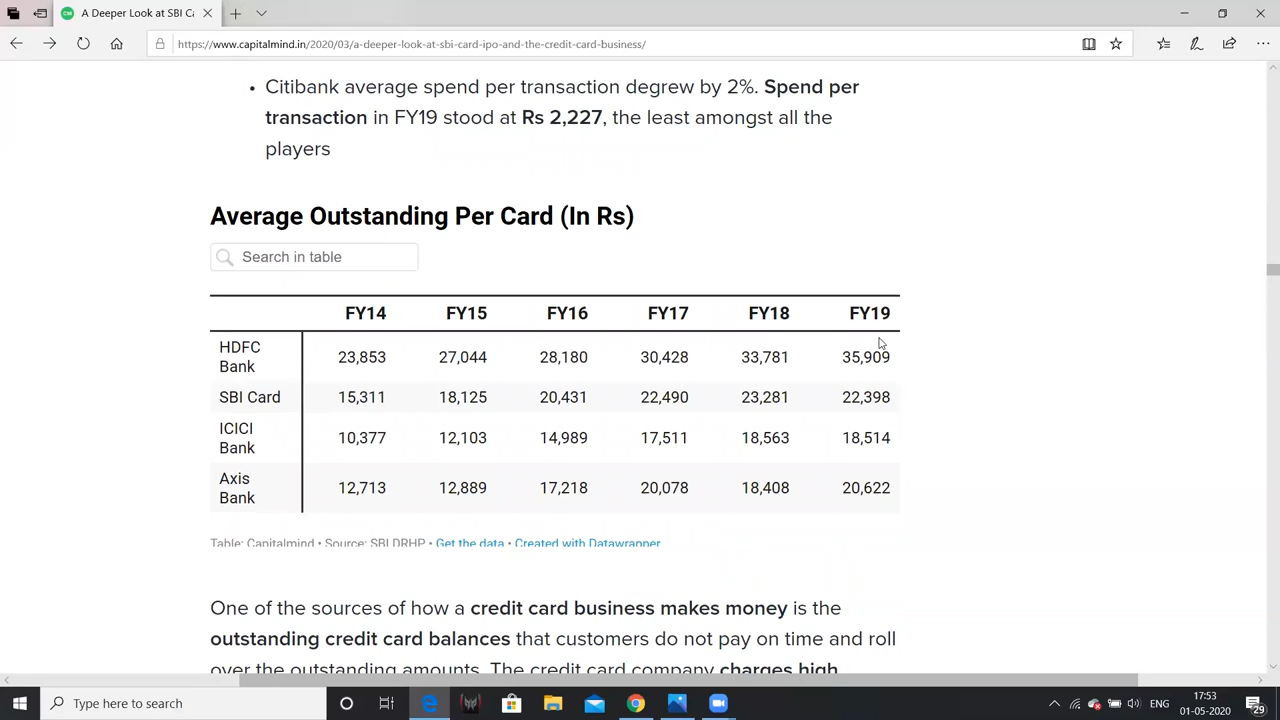 A Deeper Look at SBI Ca
https://www.capitalmind.in/2020/03/a-deeper-look-at-sbi-card-ipo-and-the-credit-card-business/
• Citibank average spend per transaction degrew by 2%. Spend per
transaction in FY19 stood at Rs 2,227, the least amongst all the
players
Average Outstanding Per Card (In Rs)
Search in table
FY14 FY15 FY16 FY17 FY18 FY19
HDFC Bank 23,853 27,044 28,180 30,428 33,781 35,909
SBI Card 15,311 18,125 20,431 22,490 23,281 22,398
ICICI Bank 10,377 12,103 14,989 17,511 18,563 18,514
Axis Bank 12,713 12,889 17,218 20,078 18,408 20,622
Table: Capitalmind • Source: SBI DRHP • Get the data • Created with Datawrapper
One of the sources of how a credit card business makes money is the
outstanding credit card balances that customers do not pay on time and roll
over the outstanding amounts. The credit card company charges high
Type here to search
ENG
17:53
01-05-2020
29